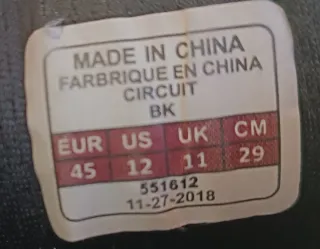 MADE IN CHINA
FARBRIQUE EN CHINA
CIRCUIT
BK
EUR US UK CM
45 12 11 29
551612
11-27-2018